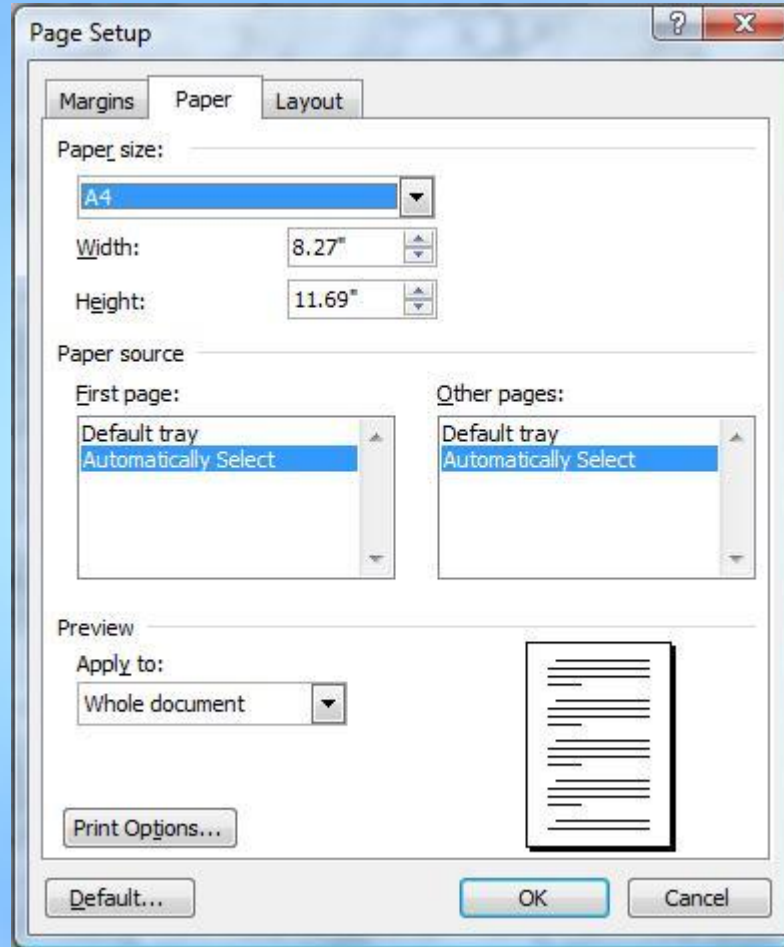 Page Setup
Margins Paper Layout
Paper size:
A4
Width: 8.27"
Height: 11.69"
Paper source
First page: Other pages:
Default tray Default tray
Automatically Select Automatically Select
Preview
Apply to:
Whole document
Print Options...
Default... OK Cancel